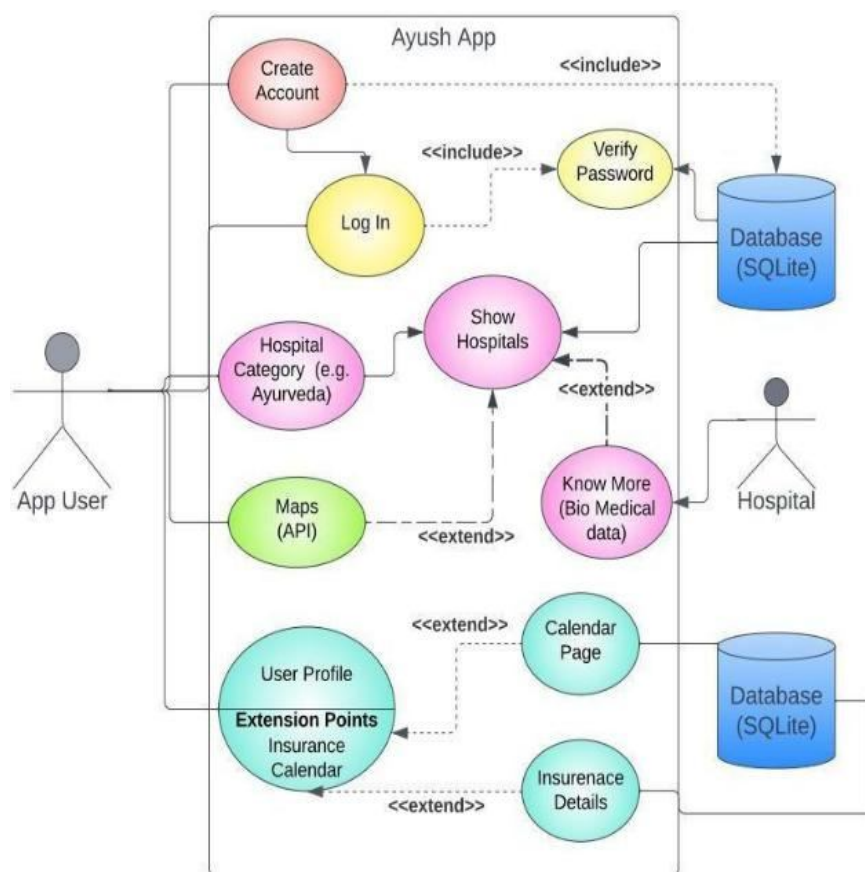 Ayush App
Create
Account
<<include>>
<<include>>
Verify
Password
Log In
Database
(SQLite)
Show
Hospitals
Hospital
Category (e.g.
Ayurveda)
<<extend>>
App User
Maps
(API)
<<extend>>
Know More
(Bio Medical
data)
Hospital
<<extend>>
Calendar
Page
User Profile
Extension Points
Insurance
Calendar
Database
(SQLite)
<<extend>>
Insurenace
Details